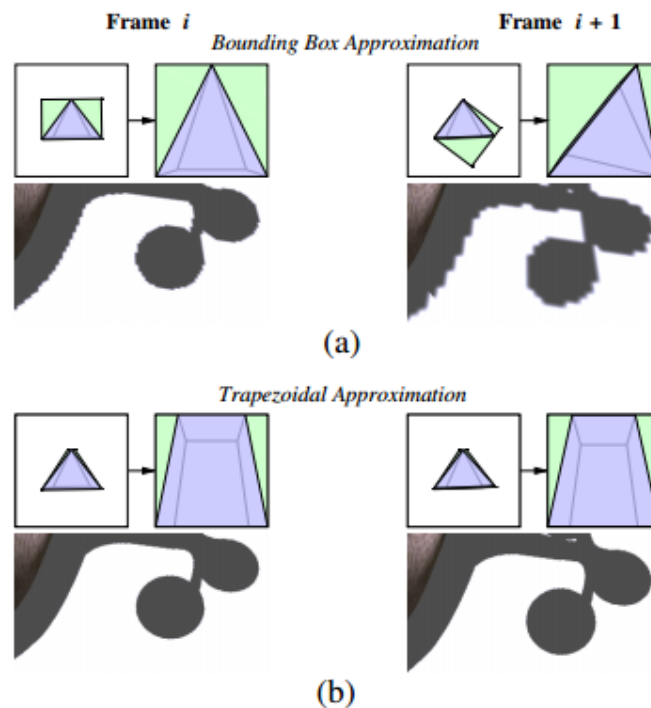 Frame i
Frame i + 1
Bounding Box Approximation
(a)
Trapezoidal Approximation
(b)